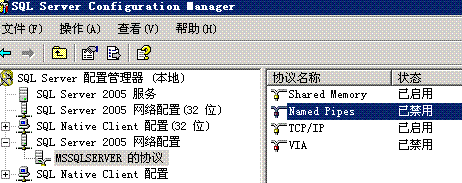 SQL Server Configuration Manager
文件(F) 操作(A) 查看(V) 帮助(H)
SQL Server 配置管理器 (本地)
SQL Server 2005 服务
SQL Server 2005 网络配置(32 位)
SQL Native Client 配置(32 位)
SQL Server 2005 网络配置
MSSQLSERVER 的协议
SQL Native Client 配置
协议名称 状态
Shared Memory 已启用
Named Pipes 已禁用
TCP/IP 已启用
VIA 已禁用